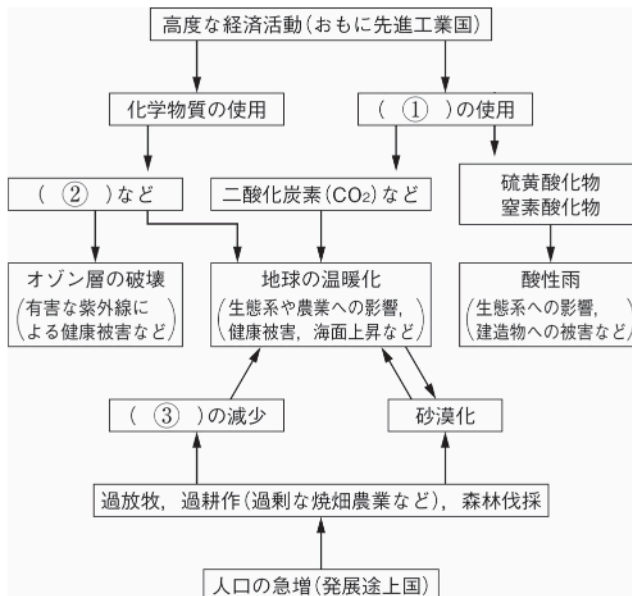 高度な経済活動(おもに先進工業国)
化学物質の使用
( ① )の使用
( ② )など
二酸化炭素(CO₂)など
硫黄酸化物
窒素酸化物
オゾン層の破壊
(有害な紫外線に
よる健康被害など)
地球の温暖化
(生態系や農業への影響,
健康被害, 海面上昇など)
酸性雨
(生態系への影響,
建造物への被害など)
( ③ )の減少
砂漠化
過放牧, 過耕作(過剰な焼畑農業など), 森林伐採
人口の急増(発展途上国)